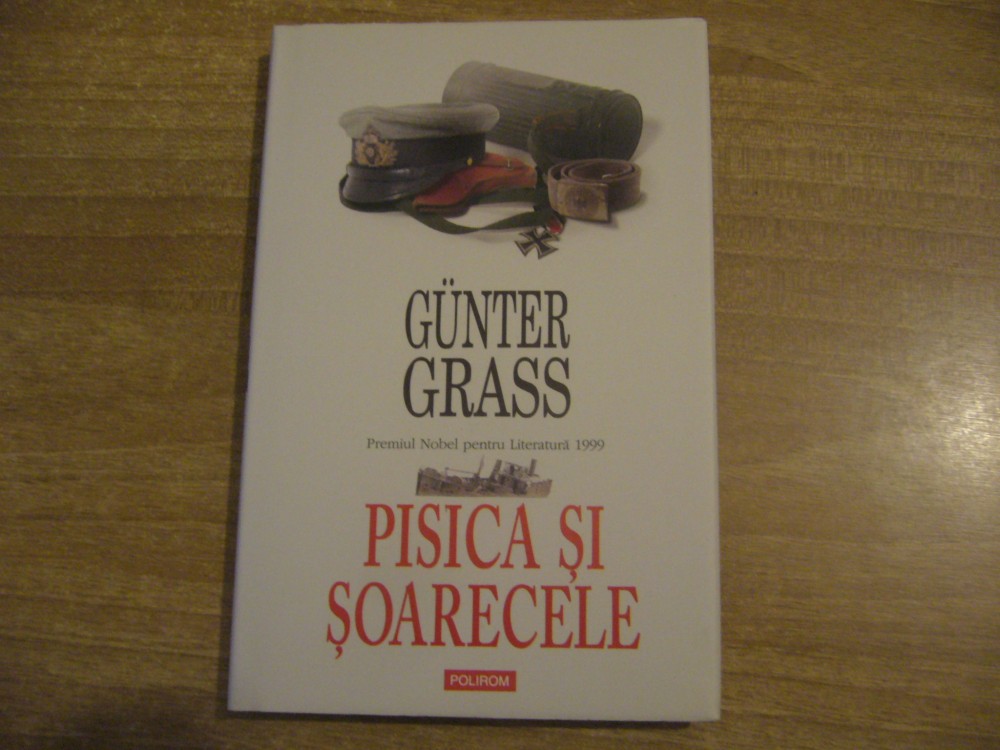 GÜNTER
GRASS
Premiul Nobel pentru Literatură 1999
PISICA ȘI
ȘOARECELE
POLIROM